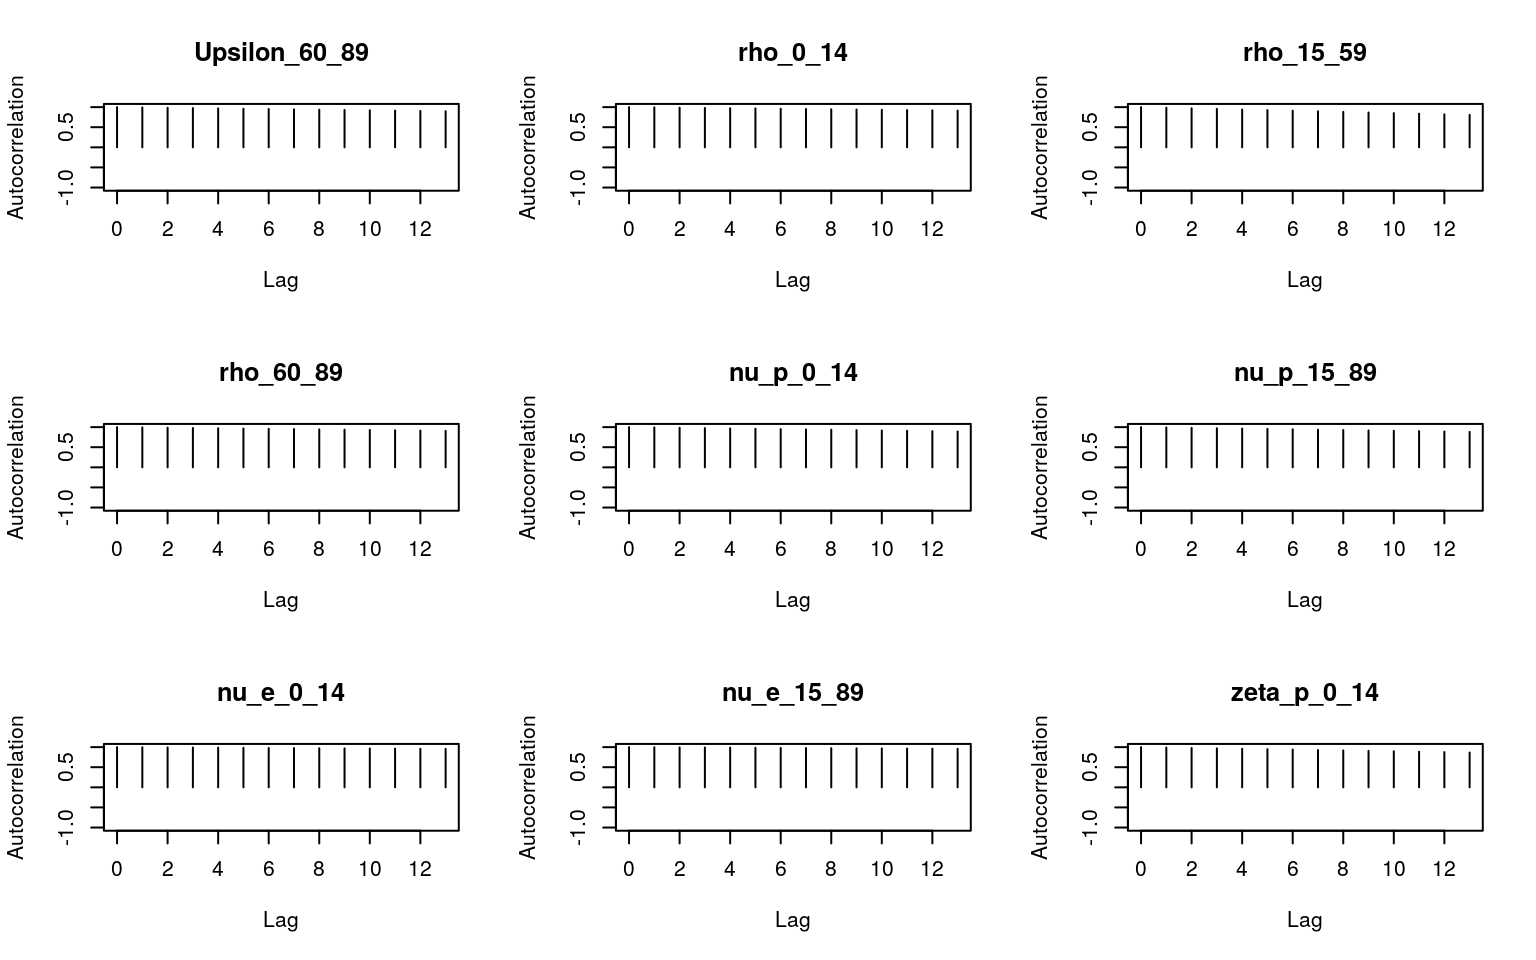 Upsilon_60_89
rho_0_14
rho_15_59
Autocorrelation
0.5
-1.0
0 2 4 6 8 10 12
Lag
Autocorrelation
0.5
-1.0
0 2 4 6 8 10 12
Lag
Autocorrelation
0.5
-1.0
0 2 4 6 8 10 12
Lag
rho_60_89
nu_p_0_14
nu_p_15_89
Autocorrelation
0.5
-1.0
0 2 4 6 8 10 12
Lag
Autocorrelation
0.5
-1.0
0 2 4 6 8 10 12
Lag
Autocorrelation
0.5
-1.0
0 2 4 6 8 10 12
Lag
nu_e_0_14
nu_e_15_89
zeta_p_0_14
Autocorrelation
0.5
-1.0
0 2 4 6 8 10 12
Lag
Autocorrelation
0.5
-1.0
0 2 4 6 8 10 12
Lag
Autocorrelation
0.5
-1.0
0 2 4 6 8 10 12
Lag